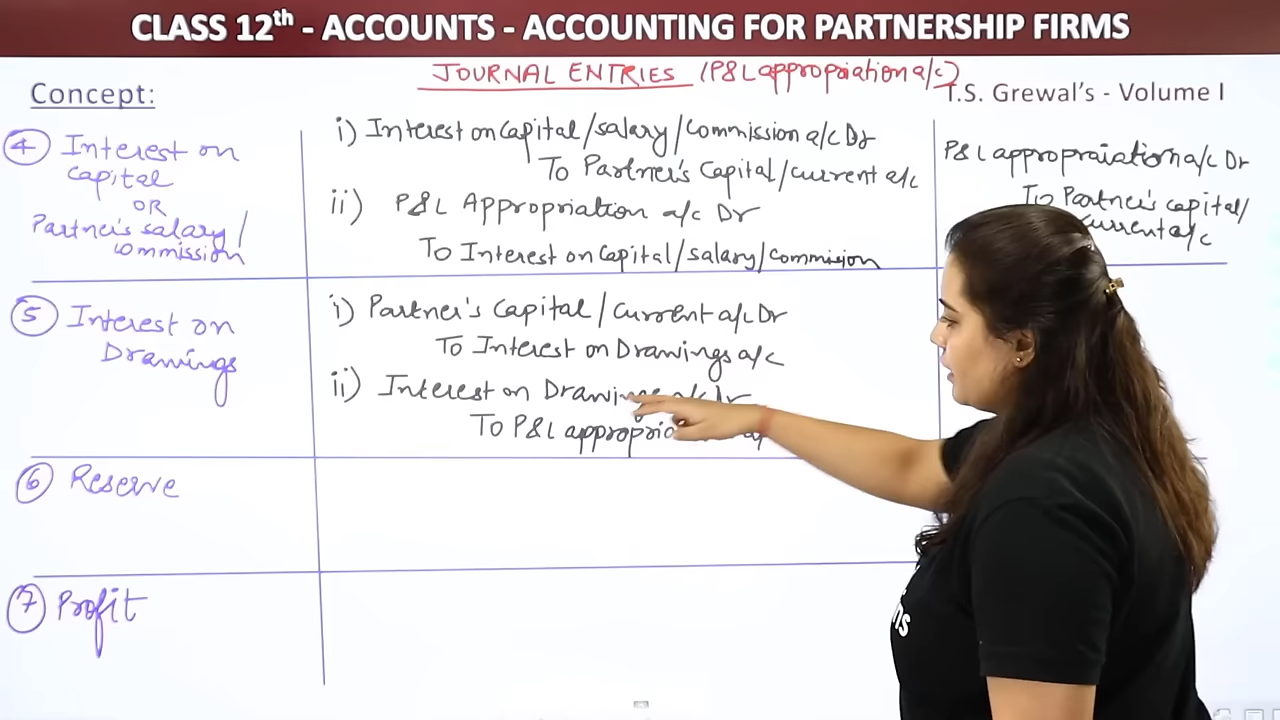 CLASS 12th - ACCOUNTS - ACCOUNTING FOR PARTNERSHIP FIRMS
JOURNAL ENTRIES (P&L appropriation a/c)
Concept:
T.S. Grewal's - Volume I
4 Interest on
Capital
OR
Partner's salary/
commission
i) Interest on Capital/salary/commission a/c Dr
To Partner's Capital/current a/c
ii) P&L Appropriation a/c Dr
To Interest on Capital/salary/commision
P&L appropraiation a/c Dr
To Partner's capital/
Current a/c
5 Interest on
Drawings
i) Partner's Capital/Current a/c Dr
To Interest on Drawings a/c
ii) Interest on Drawings a/c Dr
To P&L
6 Reserve
7 Profit